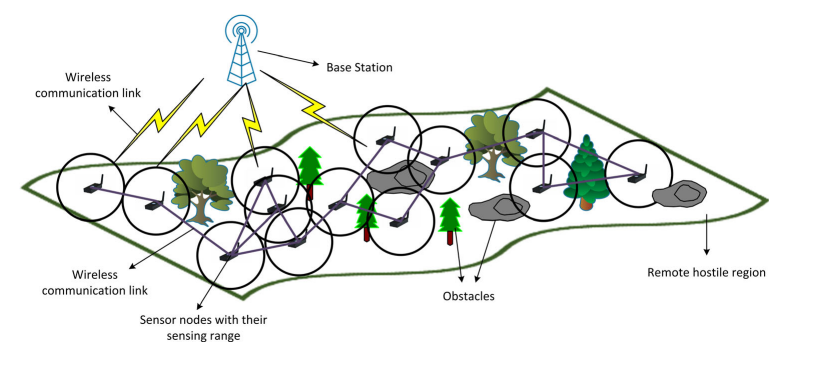 Base Station
Wireless
communication link
Wireless
communication link
Sensor nodes with their
sensing range
Obstacles
Remote hostile region